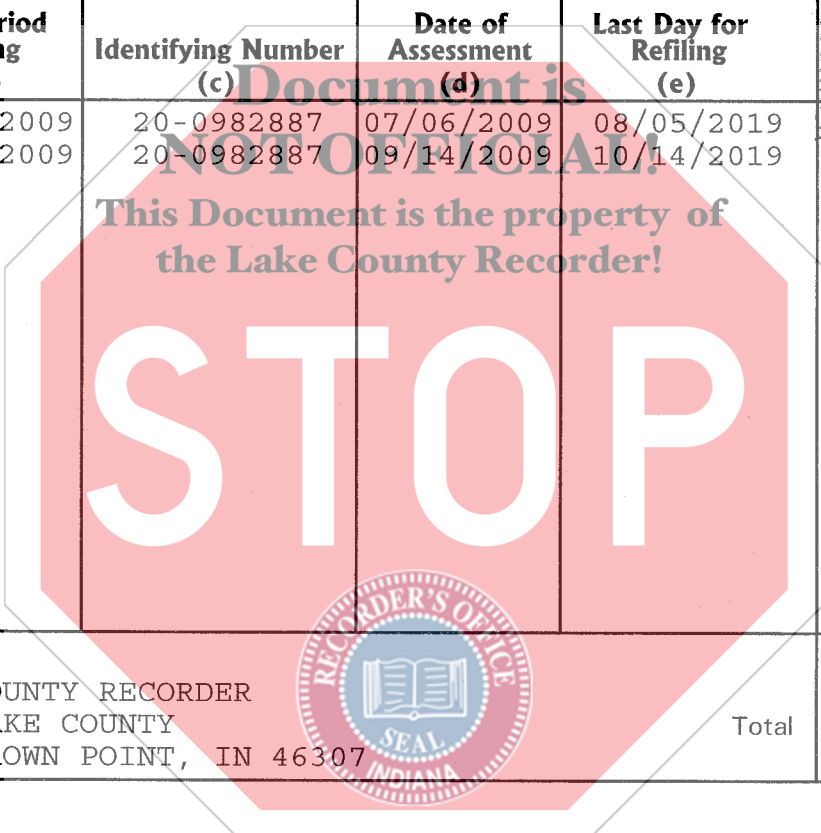 riod
ng
Identifying Number
(c)
Date of
Assessment
(d)
Last Day for
Refiling
(e)
2009 20-0982887 07/06/2009 08/05/2019
2009 20-0982887 09/14/2009 10/14/2019
Document is
NOT OFFICIAL!
This Document is the property of
the Lake County Recorder!
STOP
RECORDER'S OFFICE
SEAL
INDIANA
OUNTY RECORDER
AKE COUNTY
OWN POINT, IN 46307
Total